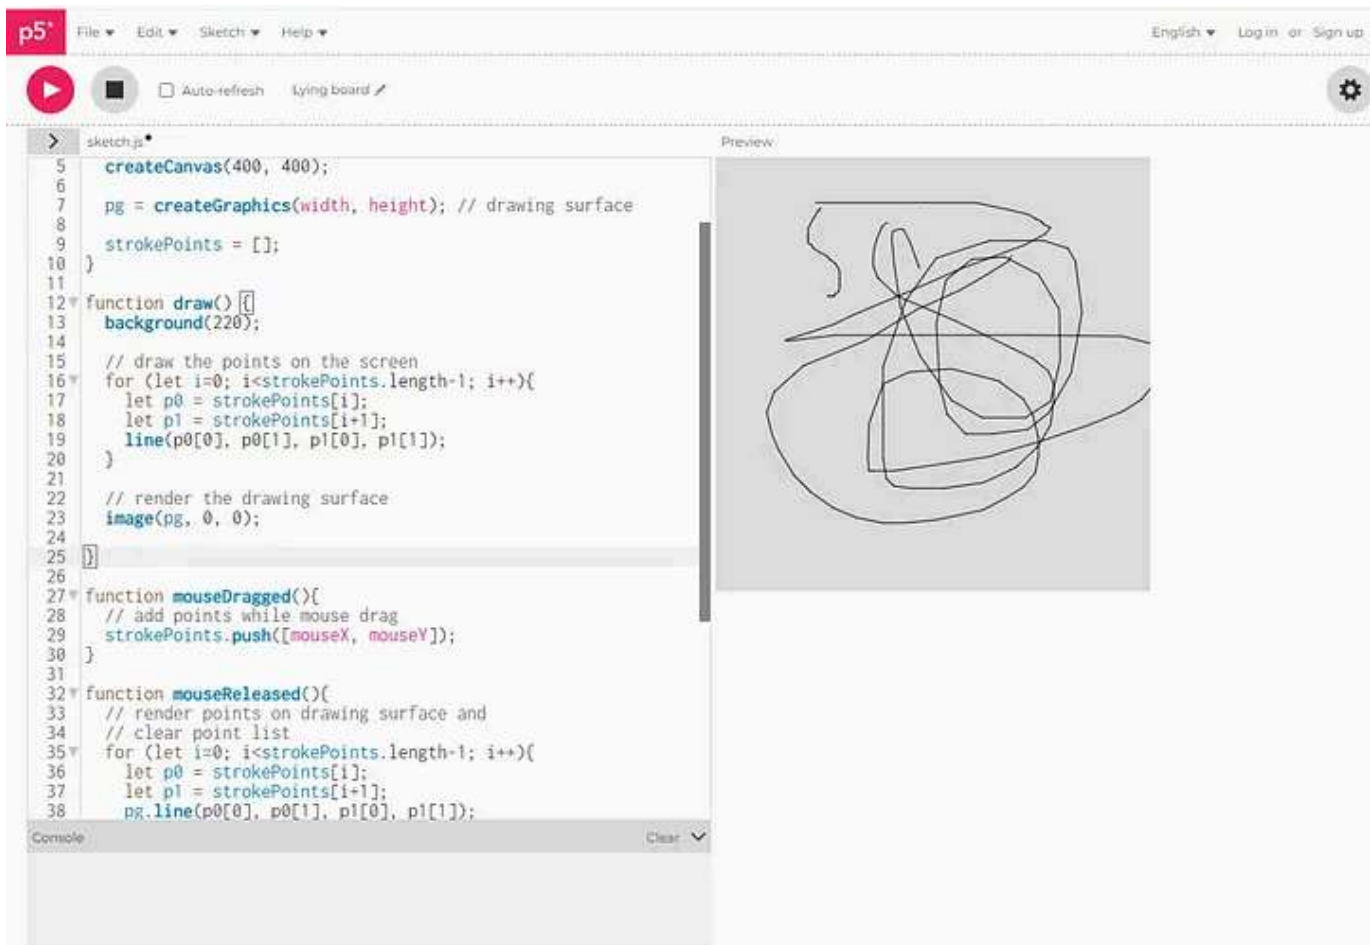 p5* File Edit Sketch Help English Log in or Sign up
Auto-refresh Lying board
sketch.js Preview
5 createCanvas(400, 400);
6
7 pg = createGraphics(width, height); // drawing surface
8
9 strokePoints = [];
10 }
11
12 function draw() {
13 background(220);
14
15 // draw the points on the screen
16 for (let i=0; i<strokePoints.length-1; i++){
17 let p0 = strokePoints[i];
18 let p1 = strokePoints[i+1];
19 line(p0[0], p0[1], p1[0], p1[1]);
20 }
21
22 // render the drawing surface
23 image(pg, 0, 0);
24
25 }
26
27 function mouseDragged(){
28 // add points while mouse drag
29 strokePoints.push([mouseX, mouseY]);
30 }
31
32 function mouseReleased(){
33 // render points on drawing surface and
34 // clear point list
35 for (let i=0; i<strokePoints.length-1; i++){
36 let p0 = strokePoints[i];
37 let p1 = strokePoints[i+1];
38 pg.line(p0[0], p0[1], p1[0], p1[1]);
Console Clear